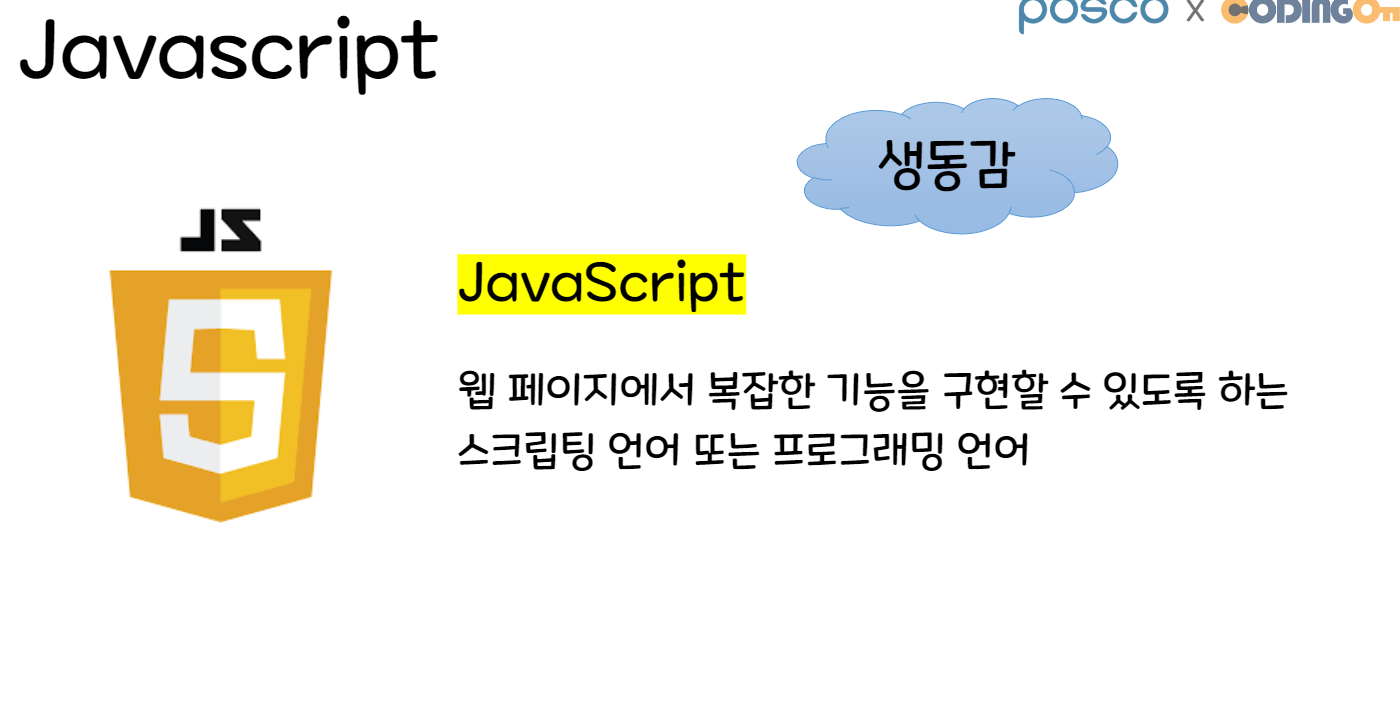 Javascript
posco x CODINGOn
생동감
JS
JavaScript
웹 페이지에서 복잡한 기능을 구현할 수 있도록 하는
스크립팅 언어 또는 프로그래밍 언어